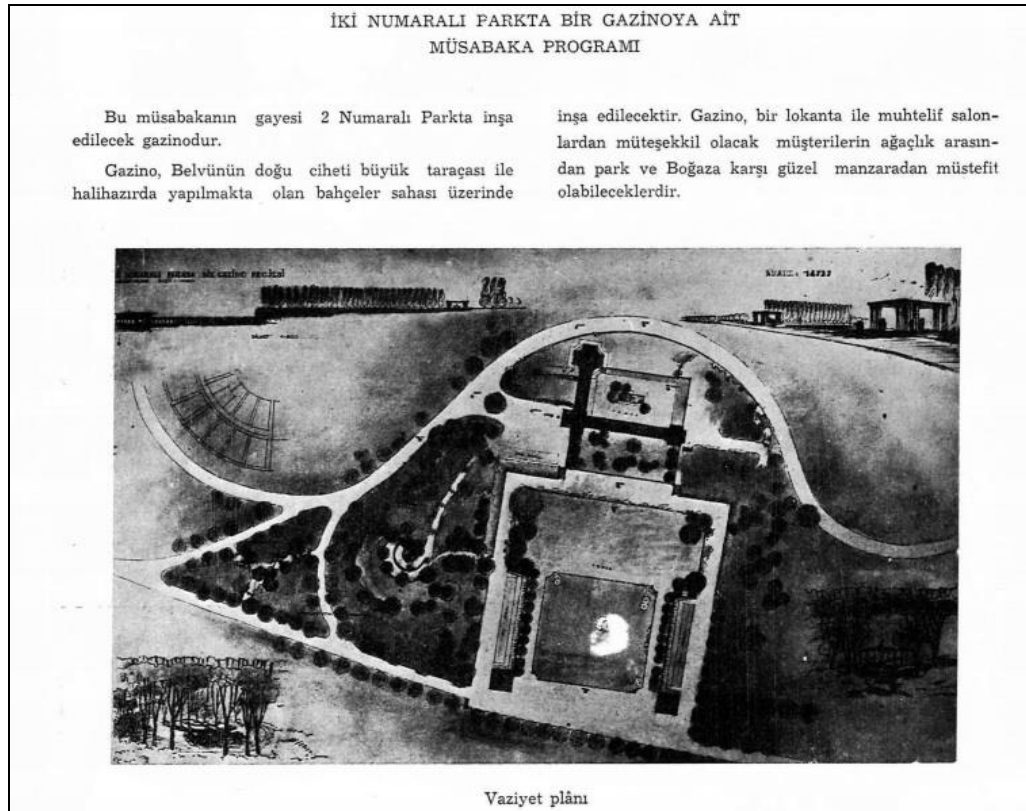 İKİ NUMARALI PARKTA BİR GAZİNOYA AİT
MÜSABAKA PROGRAMI
Bu müsabakanın gayesi 2 Numaralı Parkta inşa
edilecek gazinodur.
Gazino, Belvünün doğu ciheti büyük taraçası ile
halihazırda yapılmakta olan bahçeler sahası üzerinde
inşa edilecektir. Gazino, bir lokanta ile muhtelif salon-
lardan müteşekkil olacak müşterilerin ağaçlık arasın-
dan park ve Boğaza karşı güzel manzaradan müstefit
olabileceklerdir.
Vaziyet plânı